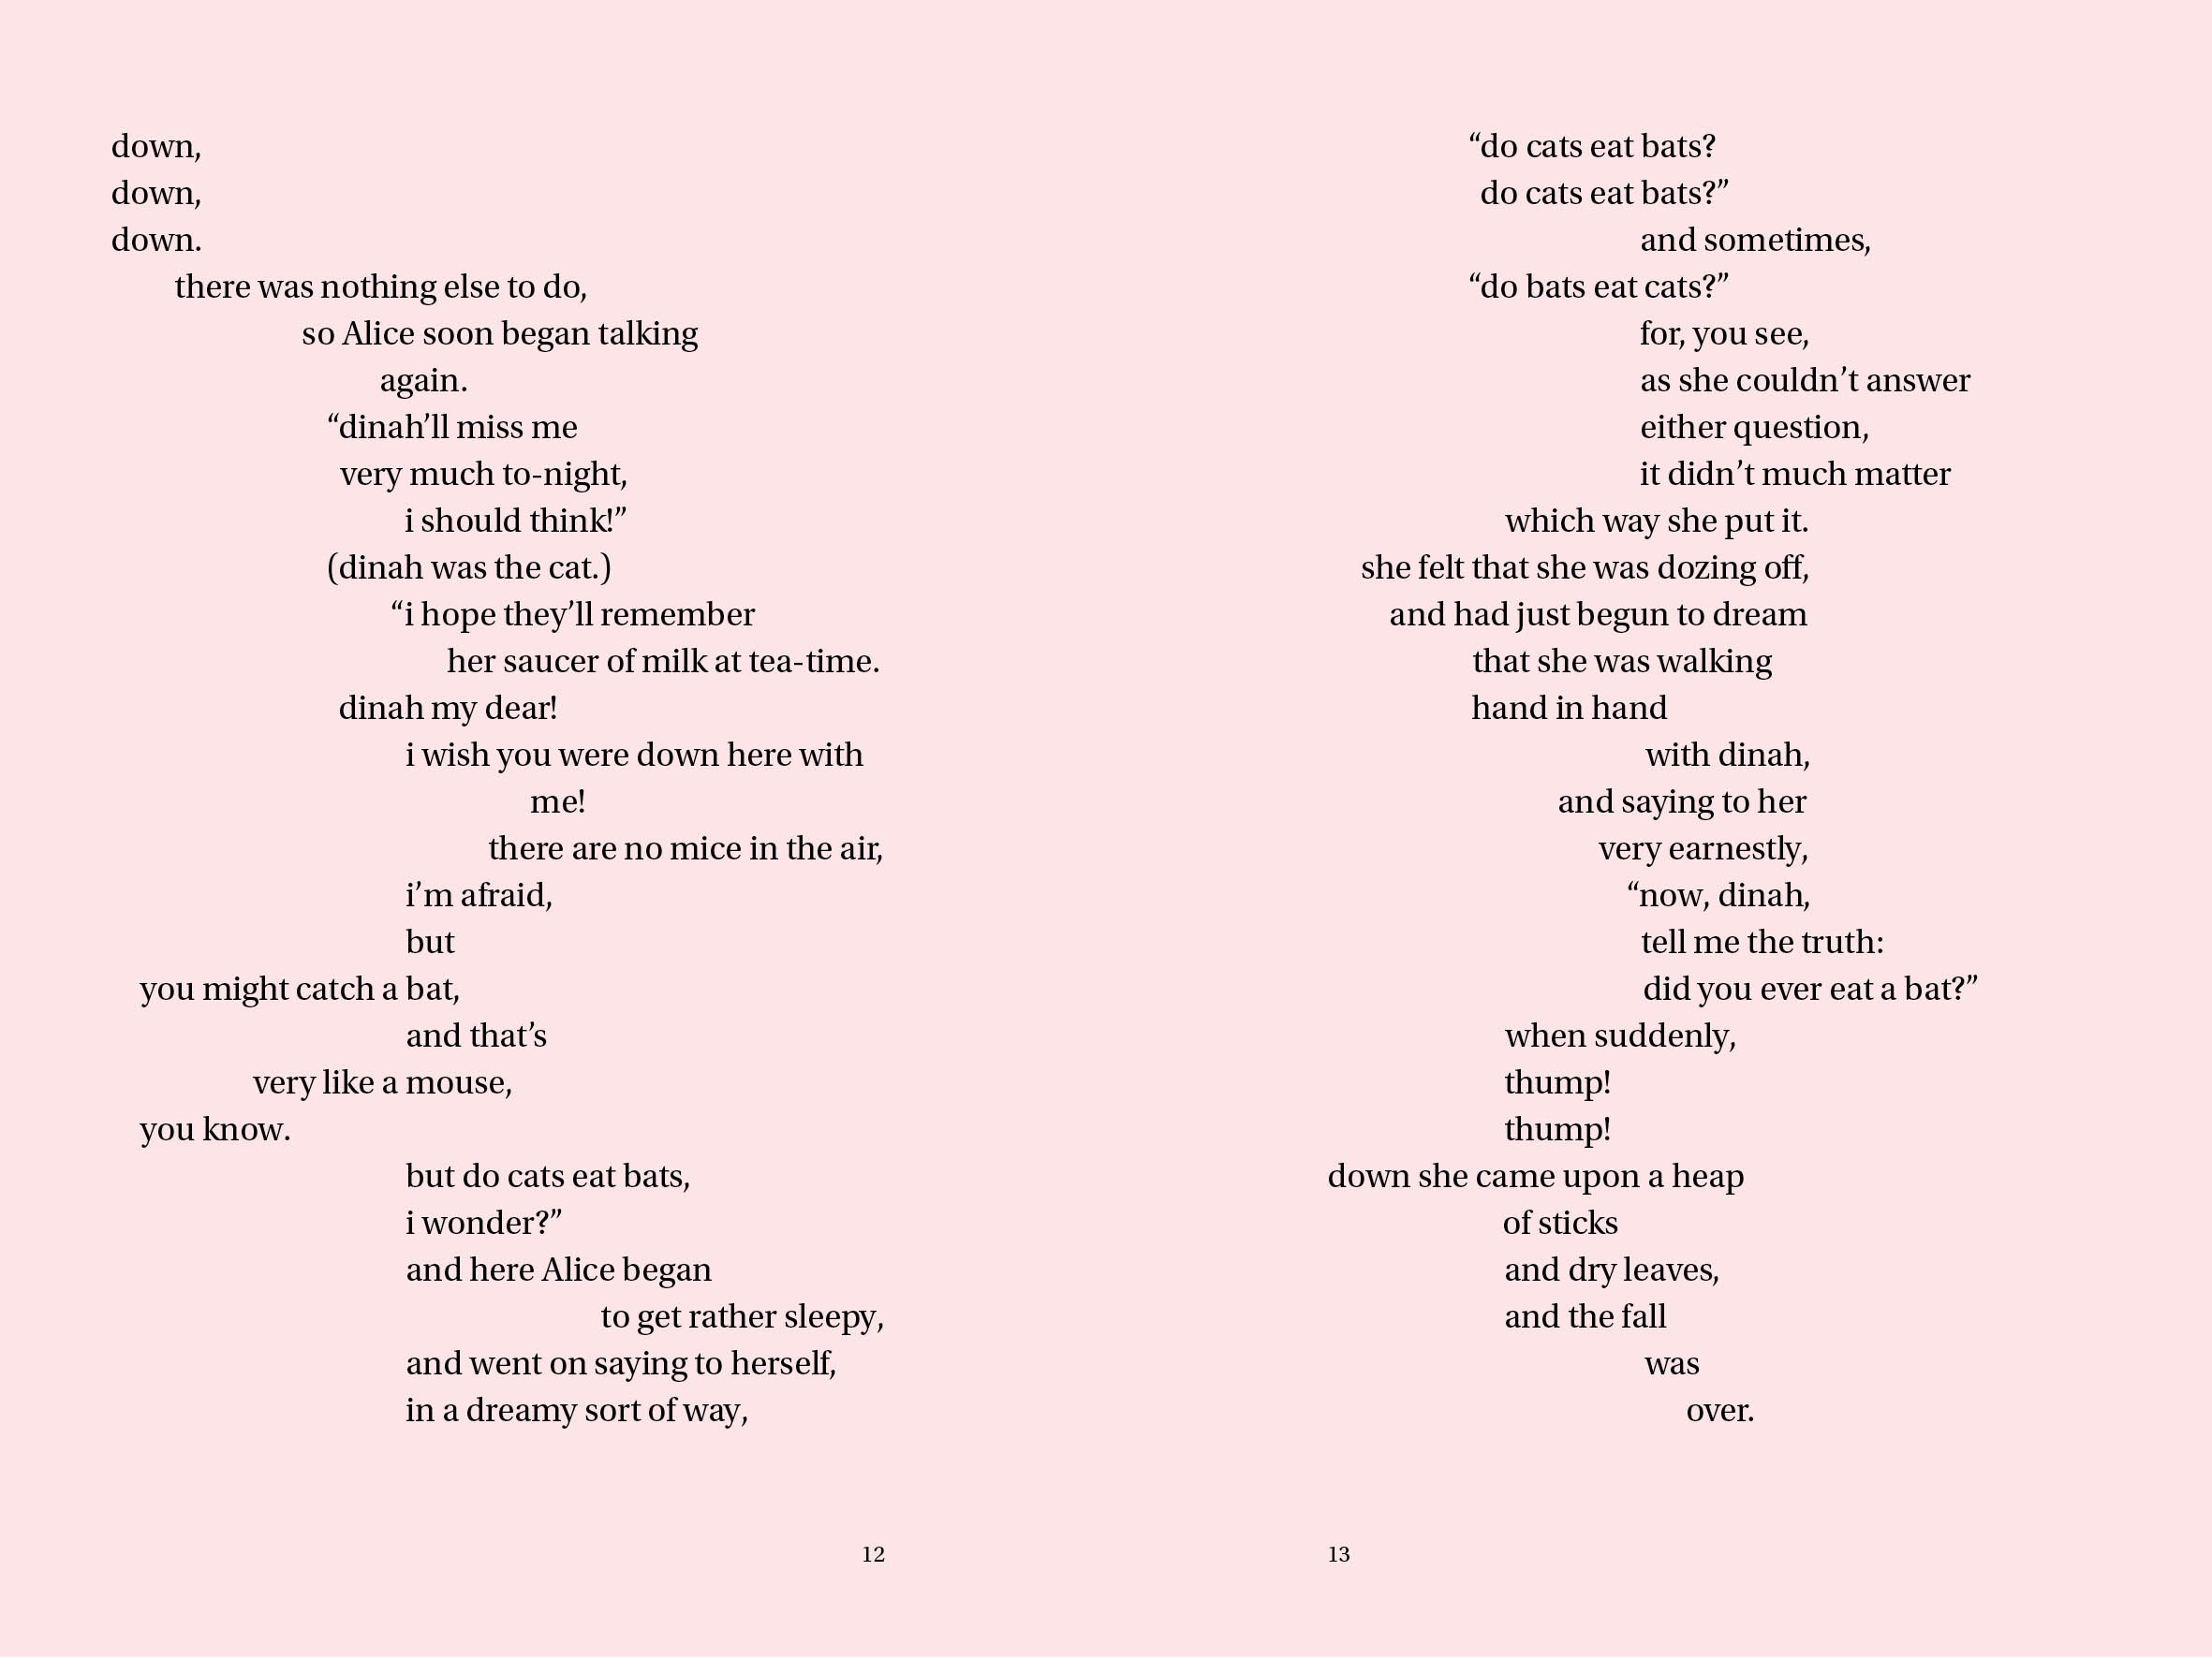 down,
down,
down.
there was nothing else to do,
so Alice soon began talking
again.
“dinah’ll miss me
very much to-night,
i should think!”
(dinah was the cat.)
“i hope they’ll remember
her saucer of milk at tea-time.
dinah my dear!
i wish you were down here with
me!
there are no mice in the air,
i’m afraid,
but
you might catch a bat,
and that’s
very like a mouse,
you know.
but do cats eat bats,
i wonder?”
and here Alice began
to get rather sleepy,
and went on saying to herself,
in a dreamy sort of way,
12
“do cats eat bats?
do cats eat bats?”
and sometimes,
“do bats eat cats?”
for, you see,
as she couldn’t answer
either question,
it didn’t much matter
which way she put it.
she felt that she was dozing off,
and had just begun to dream
that she was walking
hand in hand
with dinah,
and saying to her
very earnestly,
“now, dinah,
tell me the truth:
did you ever eat a bat?”
when suddenly,
thump!
thump!
down she came upon a heap
of sticks
and dry leaves,
and the fall
was
over.
13